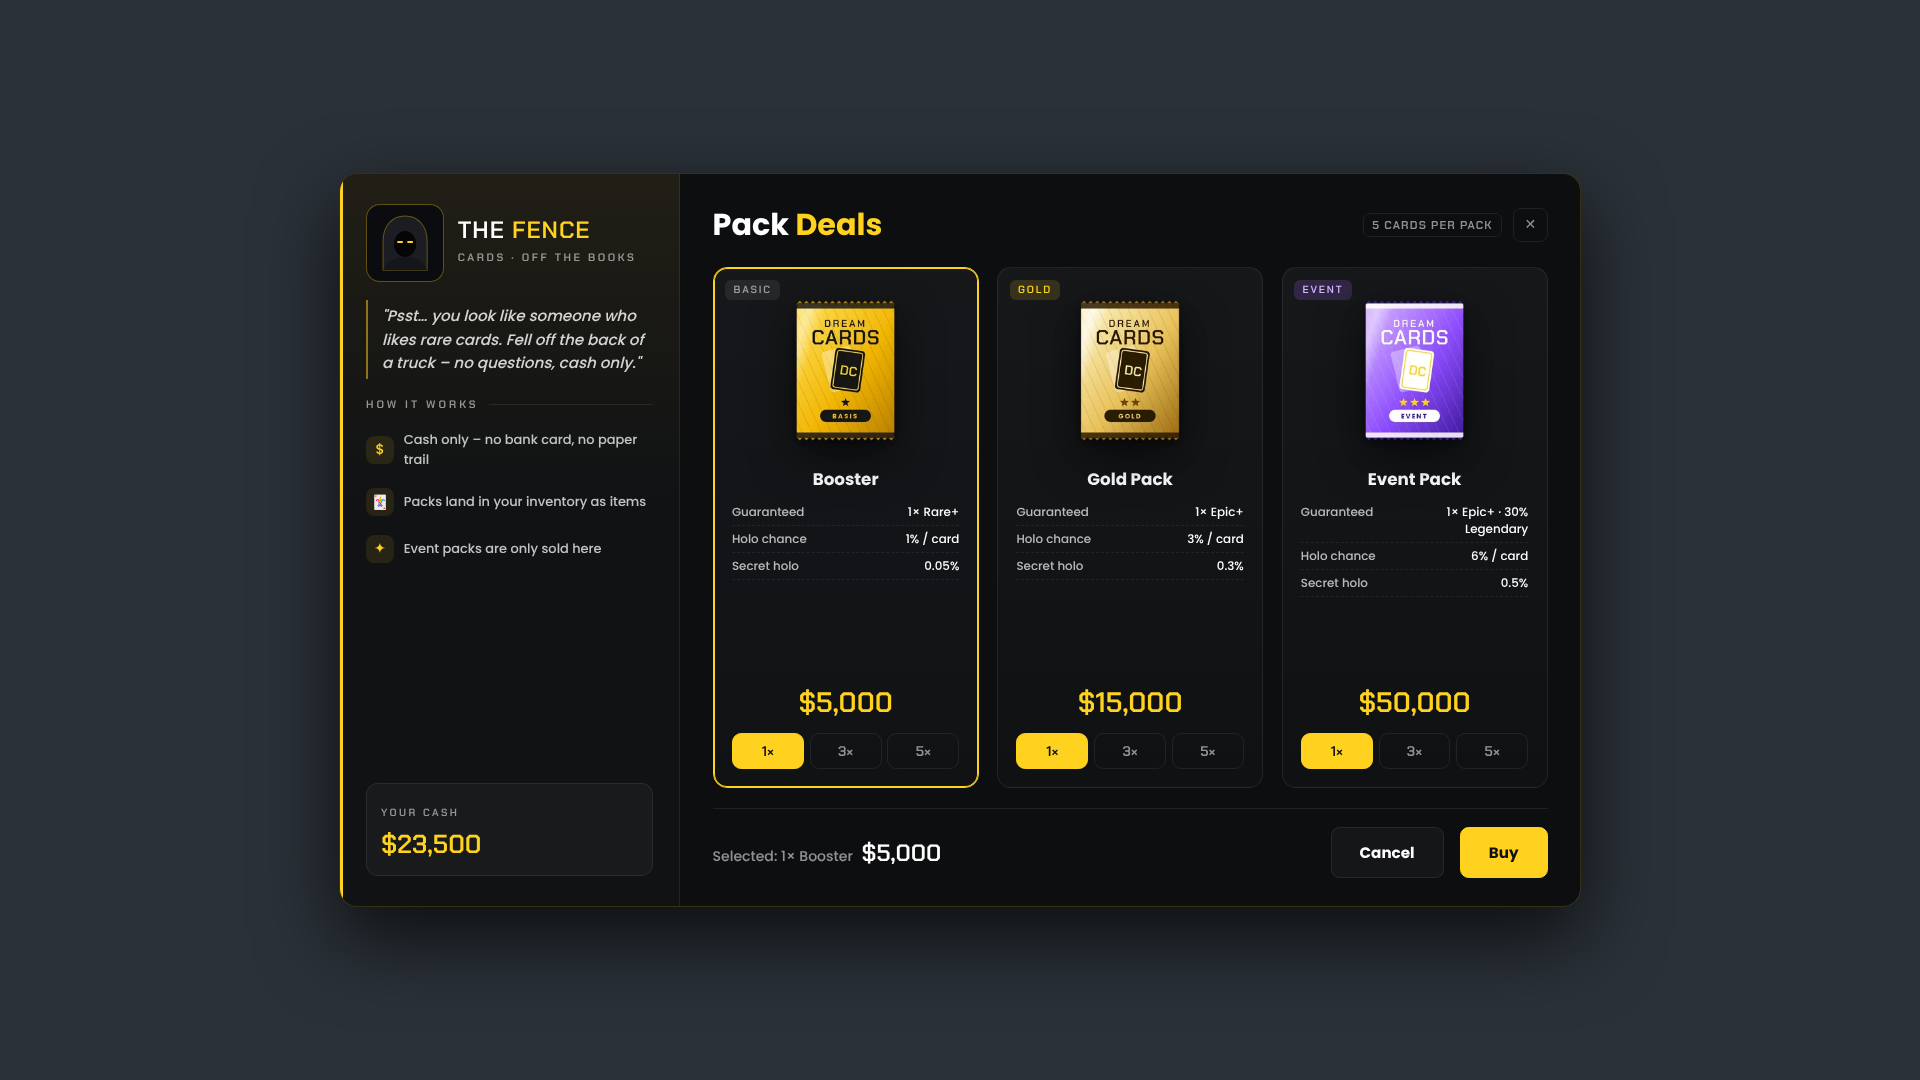 THE FENCE
CARDS · OFF THE BOOKS
"Psst... you look like someone who
likes rare cards. Fell off the back of
a truck – no questions, cash only."
HOW IT WORKS
$ Cash only – no bank card, no paper
trail
Packs land in your inventory as items
Event packs are only sold here
YOUR CASH
$23,500
Pack Deals
5 CARDS PER PACK ✕
BASIC
DREAM
CARDS
DC
BASIS
Booster
Guaranteed 1× Rare+
Holo chance 1% / card
Secret holo 0.05%
$5,000
1× 3× 5×
GOLD
DREAM
CARDS
DC
GOLD
Gold Pack
Guaranteed 1× Epic+
Holo chance 3% / card
Secret holo 0.3%
$15,000
1× 3× 5×
EVENT
DREAM
CARDS
DC
EVENT
Event Pack
Guaranteed 1× Epic+ · 30%
Legendary
Holo chance 6% / card
Secret holo 0.5%
$50,000
1× 3× 5×
Selected: 1× Booster $5,000
Cancel
Buy